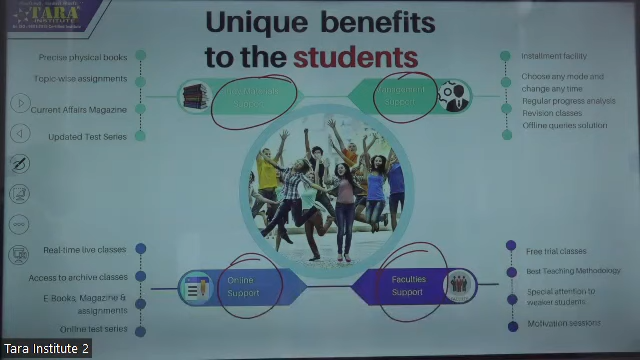 TARA
INSTITUTE
Unique benefits
to the students
Precise physical books
Topic-wise assignments
Current Affairs Magazine
Updated Test Series
Management
Support
Installment facility
Choose any mode and
change any time
Regular progress analysis
Revision classes
Offline queries solution
Real-time live classes
Access to archive classes
E.Books, Magazine &
assignments
Online test series
Online
Support
Faculties
Support
Free trial classes
Best Teaching Methodology
Special attention to
weaker students
Motivation sessions
Tara Institute 2